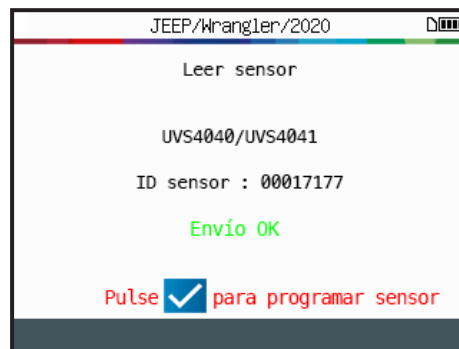 JEEP/Wrangler/2020
Leer sensor
UVS4040/UVS4041
ID sensor : 00017177
Envío OK
Pulse para programar sensor